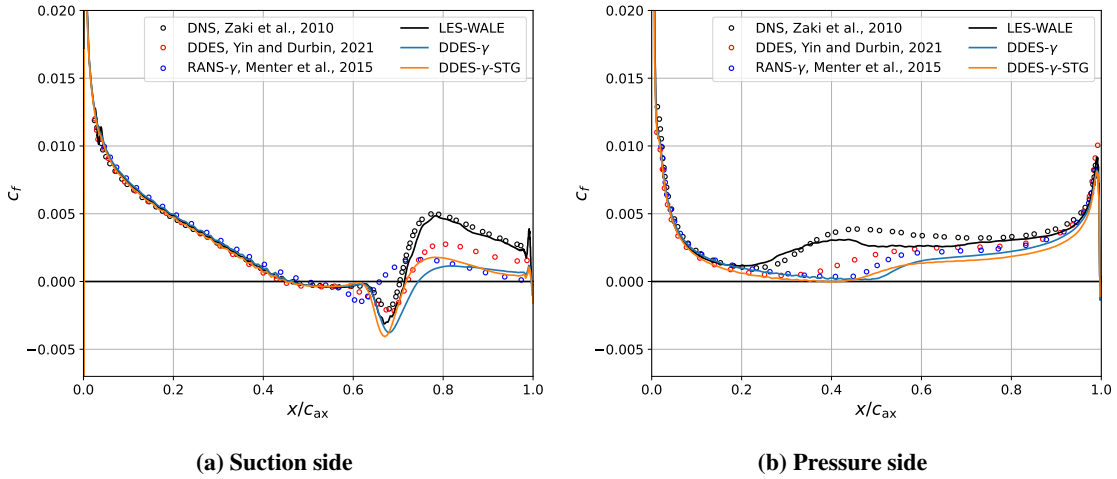 DNS, Zaki et al., 2010
DDES, Yin and Durbin, 2021
RANS-γ, Menter et al., 2015
LES-WALE
DDES-γ
DDES-γ-STG
0.020
0.015
0.010
0.005
0.000
−0.005
c_f
0.0 0.2 0.4 0.6 0.8 1.0
x/c_ax
(a) Suction side
DNS, Zaki et al., 2010
DDES, Yin and Durbin, 2021
RANS-γ, Menter et al., 2015
LES-WALE
DDES-γ
DDES-γ-STG
0.020
0.015
0.010
0.005
0.000
−0.005
c_f
0.0 0.2 0.4 0.6 0.8 1.0
x/c_ax
(b) Pressure side